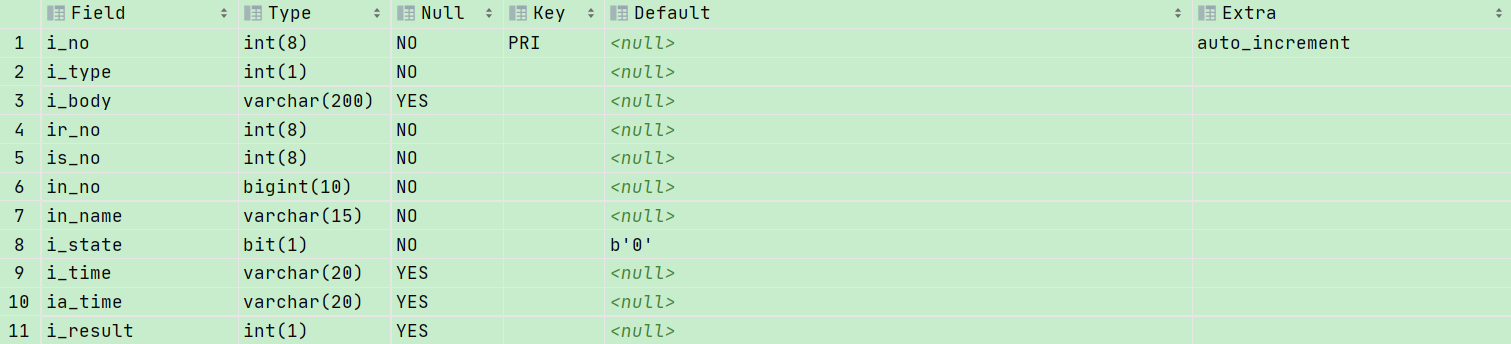 Field Type Null Key Default Extra
1 i_no int(8) NO PRI <null> auto_increment
2 i_type int(1) NO <null>
3 i_body varchar(200) YES <null>
4 ir_no int(8) NO <null>
5 is_no int(8) NO <null>
6 in_no bigint(10) NO <null>
7 in_name varchar(15) NO <null>
8 i_state bit(1) NO b'0'
9 i_time varchar(20) YES <null>
10 ia_time varchar(20) YES <null>
11 i_result int(1) YES <null>